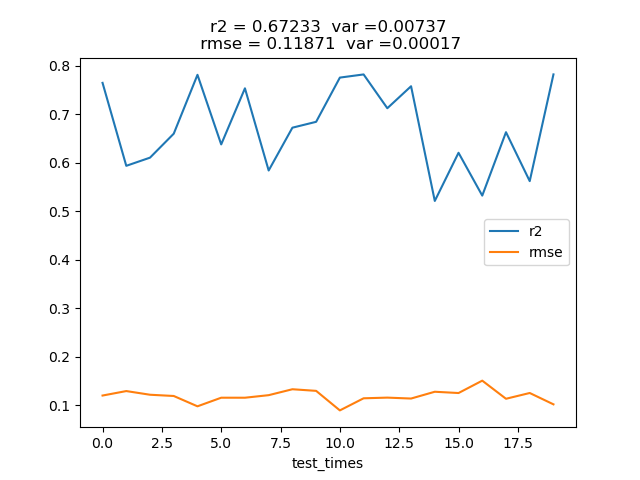 r2 = 0.67233  var =0.00737
rmse = 0.11871  var =0.00017
0.8
0.7
0.6
0.5
0.4
0.3
0.2
0.1
r2
rmse
0.0 2.5 5.0 7.5 10.0 12.5 15.0 17.5
test_times